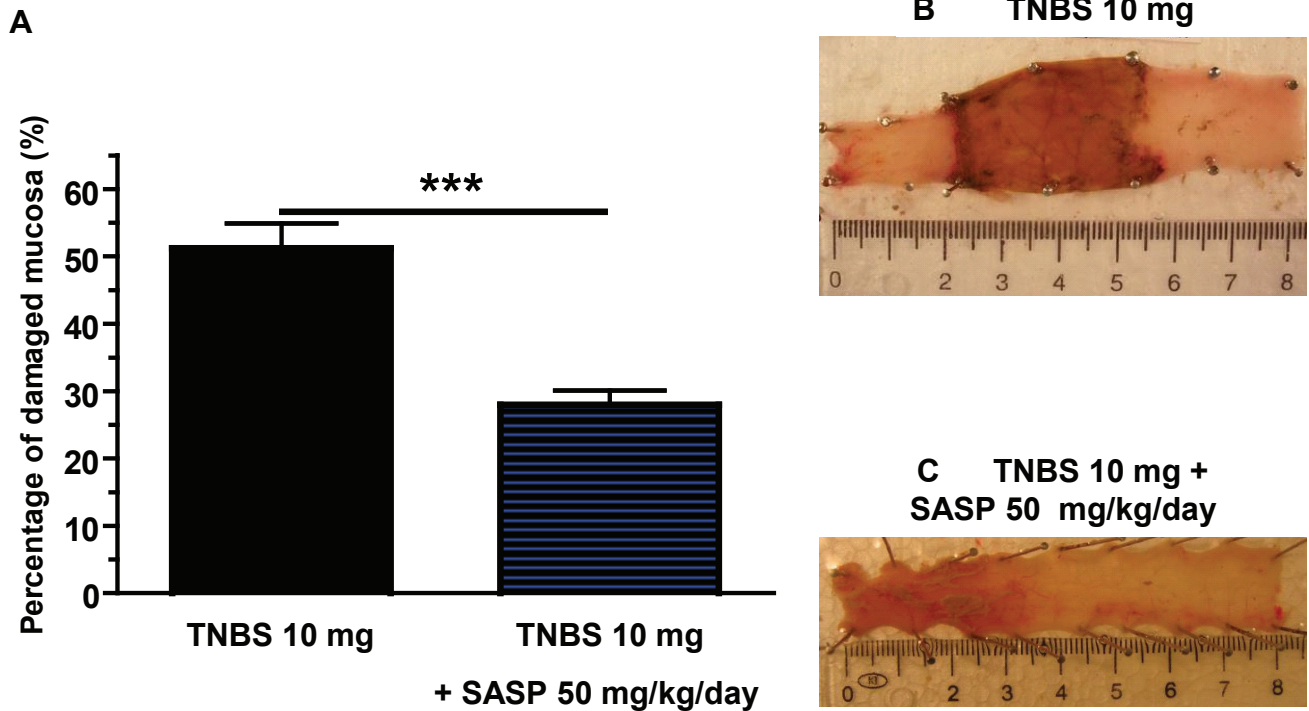 A
Percentage of damaged mucosa (%)
60
50
40
30
20
10
0
***
TNBS 10 mg
TNBS 10 mg
+ SASP 50 mg/kg/day
B TNBS 10 mg
0 2 3 4 5 6 7 8
C TNBS 10 mg +
SASP 50 mg/kg/day
0 2 3 4 5 6 7 8